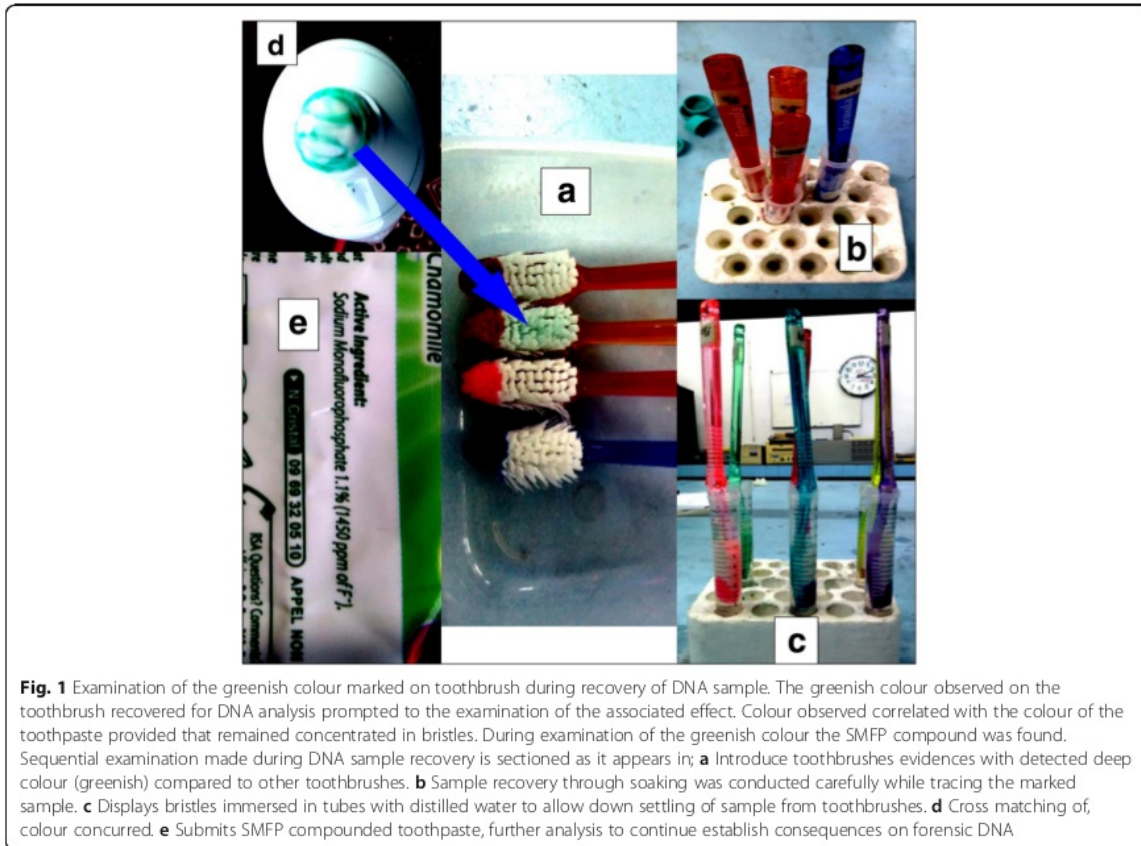 d
a
b
c
e
Chamomile
Active Ingredient:
Sodium Monofluorophosphate 1.1% (1450 ppm of F⁻).
N Cristal 09 69 32 05 10 APPEL NON
Questions?
Fig. 1 Examination of the greenish colour marked on toothbrush during recovery of DNA sample. The greenish colour observed on the
toothbrush recovered for DNA analysis prompted to the examination of the associated effect. Colour observed correlated with the colour of the
toothpaste provided that remained concentrated in bristles. During examination of the greenish colour the SMFP compound was found.
Sequential examination made during DNA sample recovery is sectioned as it appears in; a Introduce toothbrushes evidences with detected deep
colour (greenish) compared to other toothbrushes. b Sample recovery through soaking was conducted carefully while tracing the marked
sample. c Displays bristles immersed in tubes with distilled water to allow down settling of sample from toothbrushes. d Cross matching of,
colour concurred. e Submits SMFP compounded toothpaste, further analysis to continue establish consequences on forensic DNA